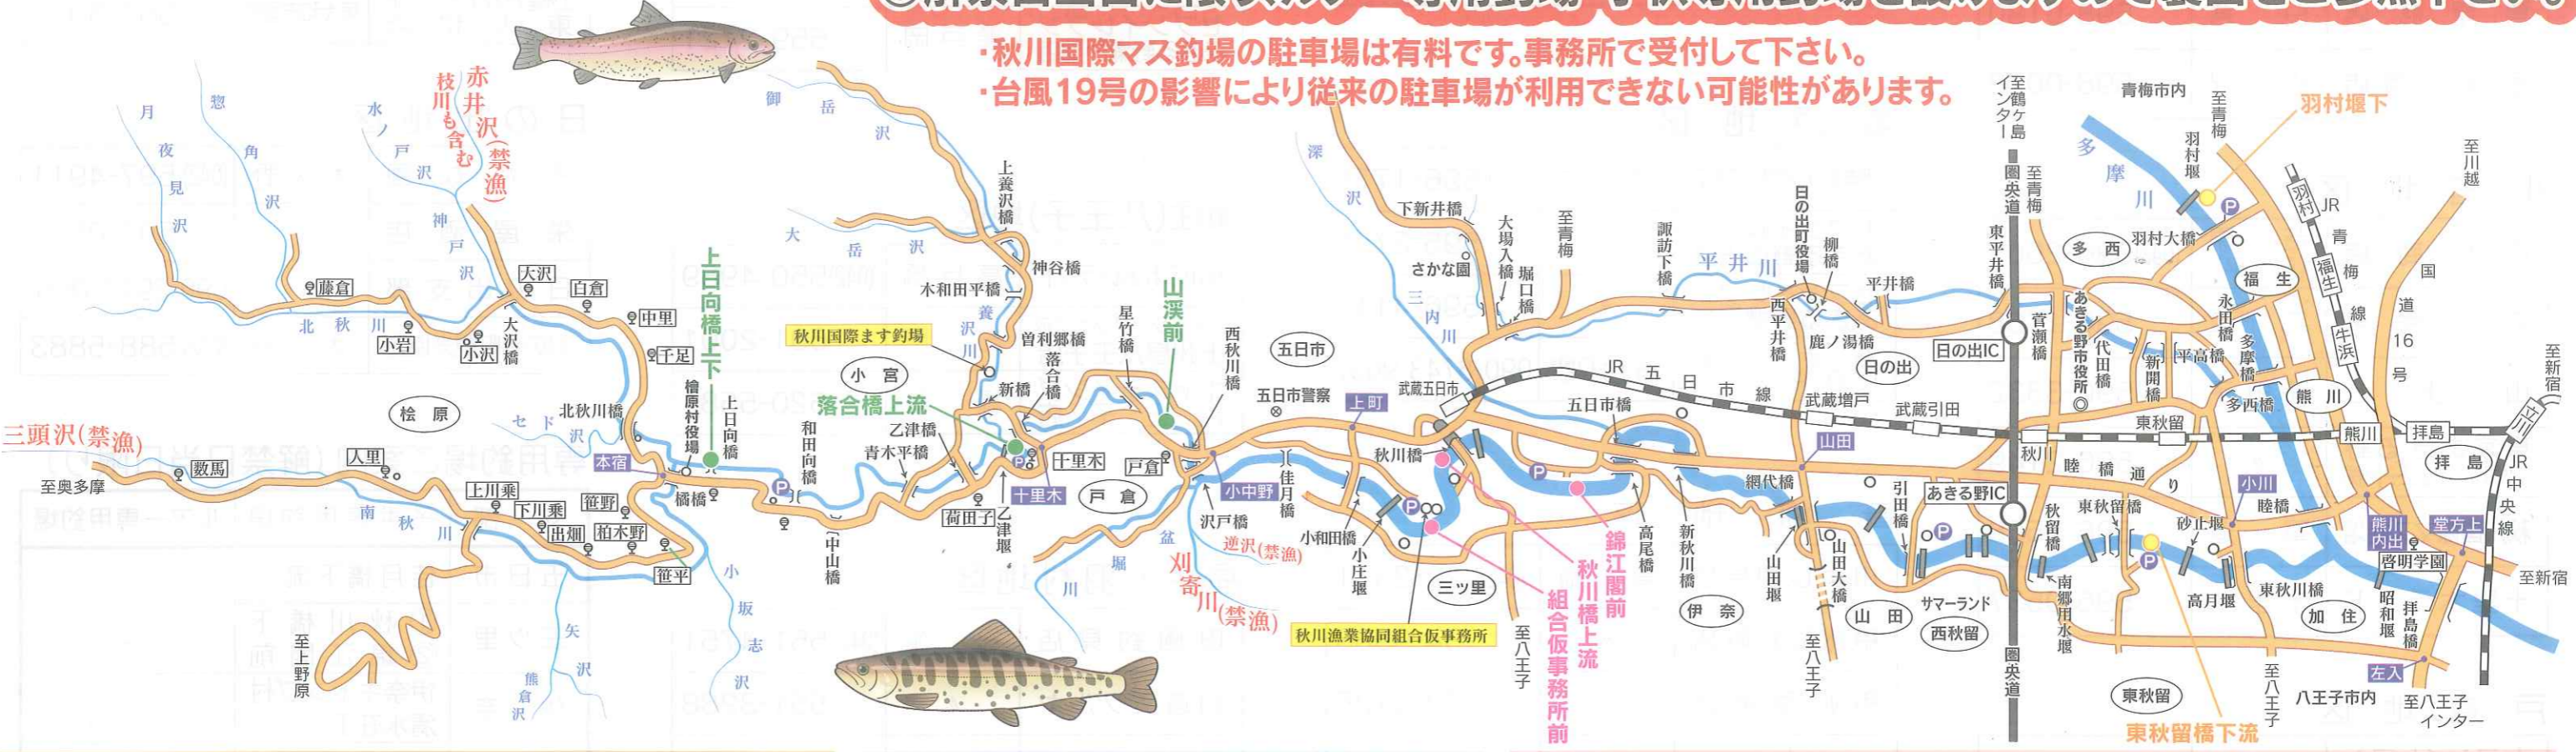 ・秋川国際マス釣場の駐車場は有料です。事務所で受付して下さい。
・台風19号の影響により従来の駐車場が利用できない可能性があります。
月夜見沢
惣角沢
水ノ戸沢
赤井沢(禁漁)
枝川も含む
神戸沢
御岳沢
大岳沢
養沢川
北秋川
セド沢
南秋川
矢沢
熊倉沢
小坂志沢
盆堀川
逆沢(禁漁)
刈寄川(禁漁)
三頭沢(禁漁)
深沢
三内川
平井川
多摩川
藤倉
小岩
小沢
大沢橋
大沢
白倉
中里
千足
桧原
北秋川橋
檜原村役場
本宿
橘橋
上日向橋上下
上日向橋
至奥多摩
数馬
人里
上川乗
下川乗
出畑
柏木野
笹野
笹平
至上野原
和田向橋
中山橋
青木平橋
乙津橋
荷田子
乙津堰
十里木
十里木
落合橋上流
小宮
秋川国際ます釣場
新橋
落合橋
曽利郷橋
木和田平橋
神谷橋
上養沢橋
星竹橋
山渓前
西秋川橋
戸倉
戸倉
沢戸橋
小中野
佳月橋
五日市
五日市警察
上町
武蔵五日市
秋川橋
小和田橋
小庄堰
秋川漁業協同組合仮事務所
三ッ里
組合仮事務所前
秋川橋上流
錦江閣前
至八王子
下新井橋
さかな園
大場入橋
堀口橋
至青梅
諏訪下橋
日の出町役場
柳橋
平井橋
西平井橋
鹿ノ湯橋
日の出
日の出IC
東平井橋
JR五日市線
五日市橋
武蔵増戸
武蔵引田
山田
高尾橋
新秋川橋
伊奈
網代橋
山田堰
山田大橋
至八王子
山田
引田橋
あきる野IC
サマーランド
西秋留
至鶴ヶ島インター
圏央道
圏央道
至青梅
菅瀬橋
あきる野市役所
代田橋
新開橋
平高橋
多西
羽村大橋
青梅市内
至青梅
羽村堰
羽村堰下
羽村
JR青梅線
福生
福生
永田橋
多摩橋
多西橋
牛浜
熊川
熊川
東秋留
秋川
睦橋通り
秋留橋
南郷用水堰
東秋留橋
砂止堰
小川
睦橋
高月堰
東秋川橋
東秋留
東秋留橋下流
加住
至八王子
八王子市内
左入
至八王子インター
昭和堰
拝島橋
熊川内出
堂方上
啓明学園
至新宿
拝島
拝島
立川
JR中央線
至新宿
国道16号
至川越